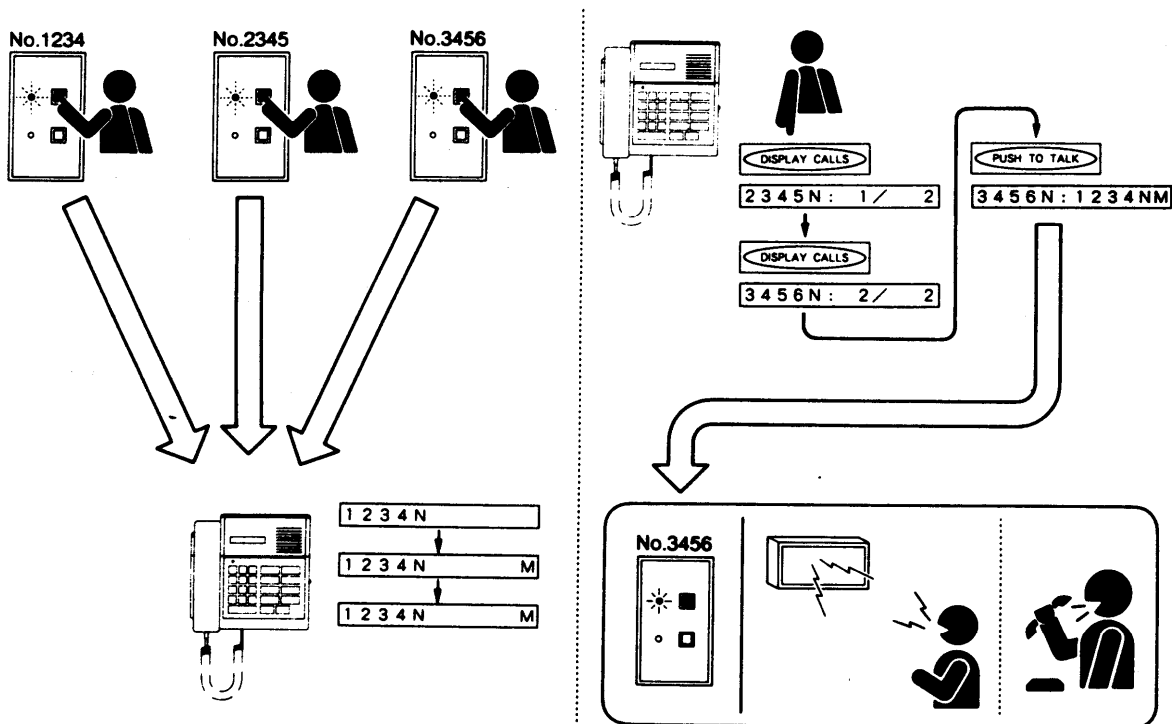 No.1234
No.2345
No.3456
1234N
1234N M
1234N M
DISPLAY CALLS
2345N: 1/ 2
DISPLAY CALLS
3456N: 2/ 2
PUSH TO TALK
3456N:1234NM
No.3456